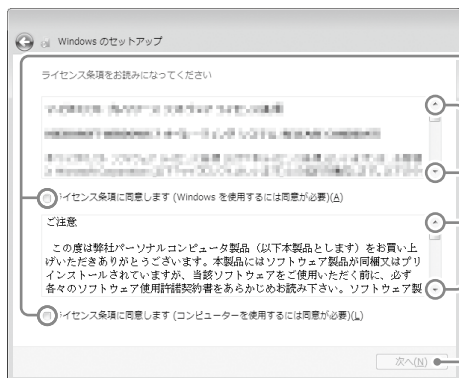 Windows のセットアップ
ライセンス条項をお読みになってください
ライセンス条項に同意します (Windows を使用するには同意が必要)(A)
ご注意
この度は弊社パーソナルコンピュータ製品（以下本製品とします）をお買い上
げいただきありがとうございます。本製品にはソフトウェア製品が同梱又はプリ
インストールされていますが、当該ソフトウェアをご使用いただく前に、必ず
各々のソフトウェア使用許諾契約書をあらかじめお読み下さい。ソフトウェア製
ライセンス条項に同意します (コンピューターを使用するには同意が必要)(L)
次へ(N)